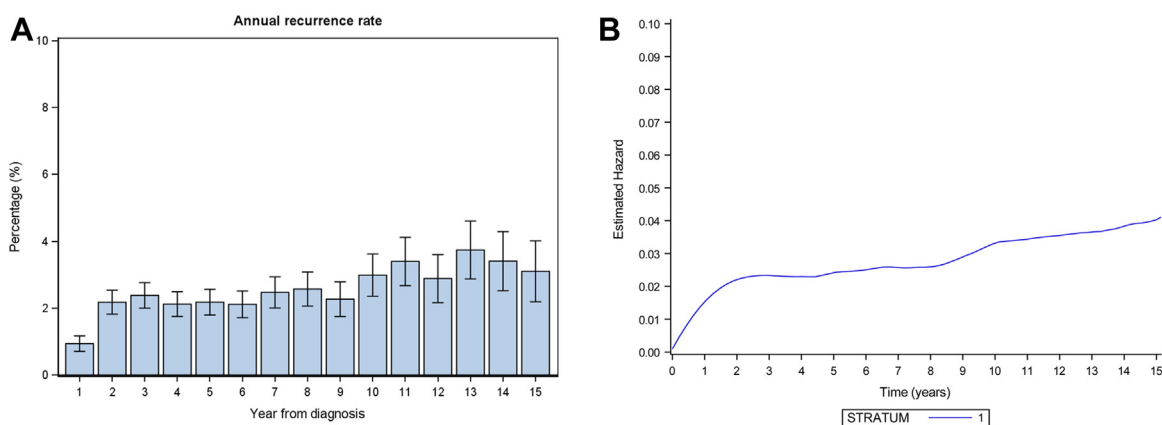 A
Annual recurrence rate
Percentage (%)
10
8
6
4
2
0
1 2 3 4 5 6 7 8 9 10 11 12 13 14 15
Year from diagnosis
B
Estimated Hazard
0.10
0.09
0.08
0.07
0.06
0.05
0.04
0.03
0.02
0.01
0.00
0 1 2 3 4 5 6 7 8 9 10 11 12 13 14 15
Time (years)
STRATUM 1